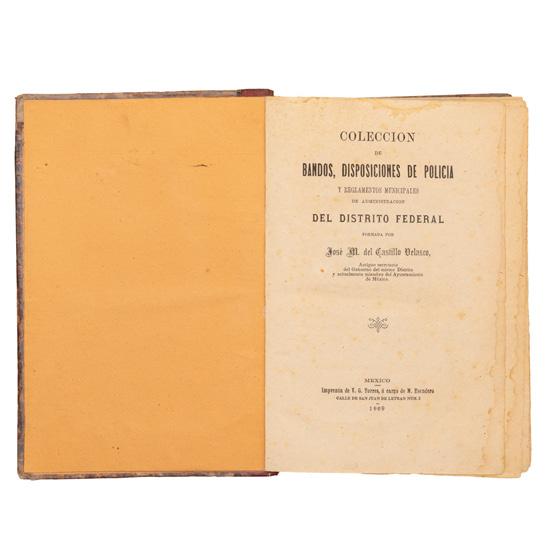 COLECCION
DE
BANDOS, DISPOSICIONES DE POLICIA
Y REGLAMENTOS MUNICIPALES
DE ADMINISTRACION
DEL DISTRITO FEDERAL
FORMADA POR
José M. del Castillo Velasco,
Antiguo secretario
del Gobierno del mismo Distrito
y actualmente miembro del Ayuntamiento
de México.
MEXICO
Imprenta de V. G. Torres, á cargo de M. Escudero
CALLE DE SAN JUAN DE LETRAN NUM. 3
1869